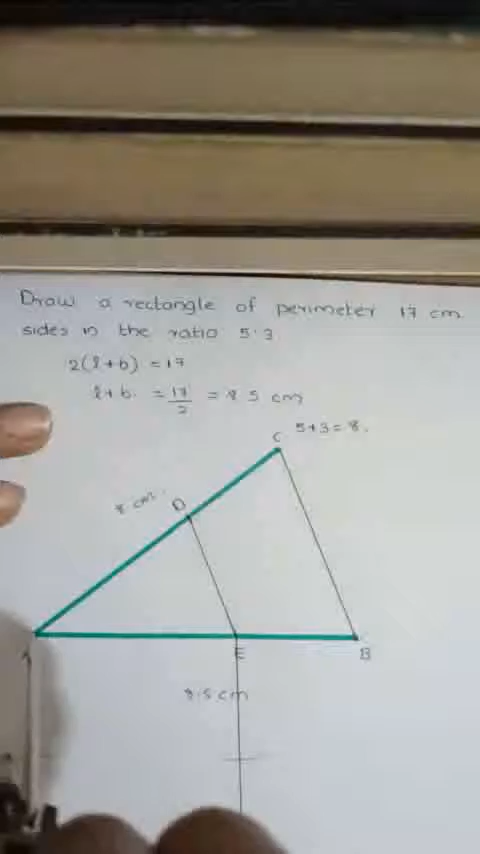 Draw a rectangle of perimeter 17 cm
sides in the ratio 5:3
2(l+b) = 17
l+b. = 17/2 = 8.5 cm
C 5+3=8.
8 cm. D
A E B
8.5 cm